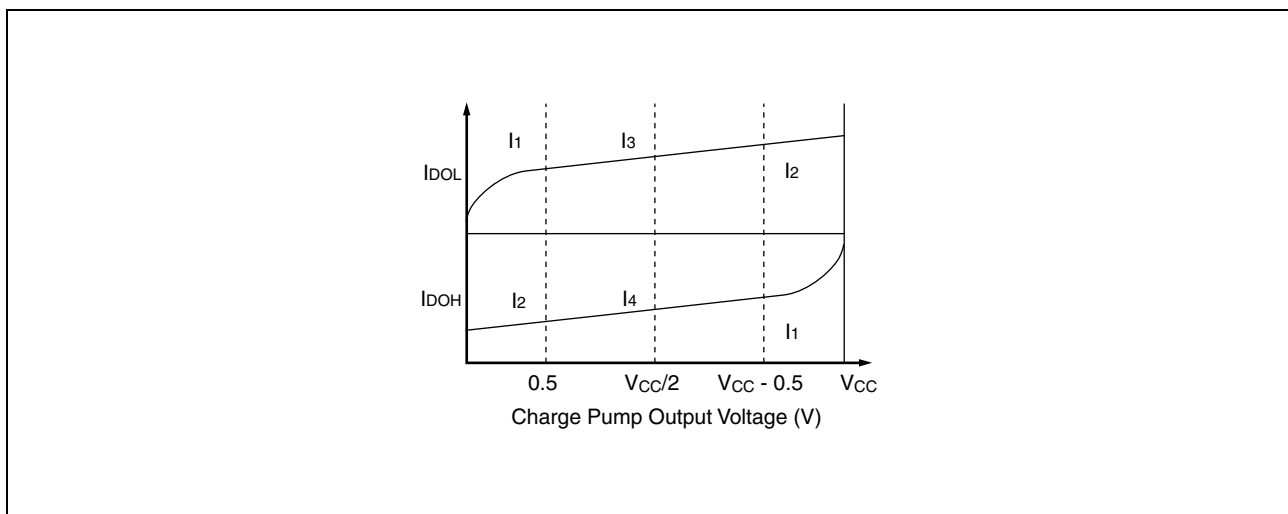 I1 I3
IDOL I2
IDOH I2 I4
I1
0.5 VCC/2 VCC - 0.5 VCC
Charge Pump Output Voltage (V)